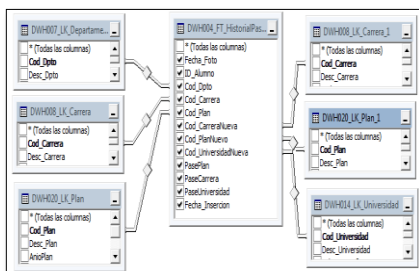 DWH007_LK_Departame...
* (Todas las columnas)
Cod_Dpto
Desc_Dpto
DWH008_LK_Carrera
* (Todas las columnas)
Cod_Carrera
Desc_Carrera
DWH020_LK_Plan
* (Todas las columnas)
Cod_Plan
Desc_Plan
AnioPlan
DWH004_FT_HistorialPas...
* (Todas las columnas)
Fecha_Foto
ID_Alumno
Cod_Dpto
Cod_Carrera
Cod_Plan
Cod_CarreraNueva
Cod_PlanNuevo
Cod_UniversidadNueva
PasePlan
PaseCarrera
PaseUniversidad
Fecha_Insercion
DWH008_LK_Carrera_1
* (Todas las columnas)
Cod_Carrera
Desc_Carrera
DWH020_LK_Plan_1
* (Todas las columnas)
Cod_Plan
Desc_Plan
DWH014_LK_Universidad
* (Todas las columnas)
Cod_Universidad
Desc_Universidad